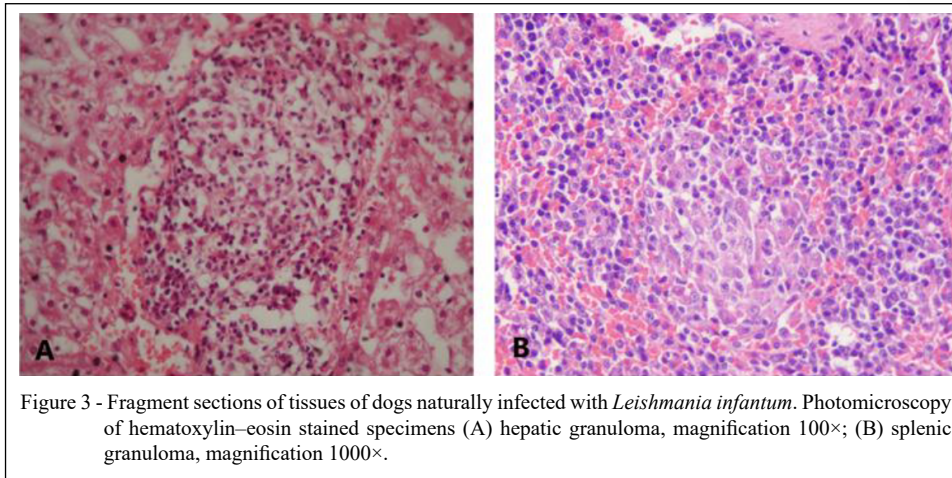 A
B
Figure 3 - Fragment sections of tissues of dogs naturally infected with Leishmania infantum. Photomicroscopy
of hematoxylin–eosin stained specimens (A) hepatic granuloma, magnification 100×; (B) splenic
granuloma, magnification 1000×.